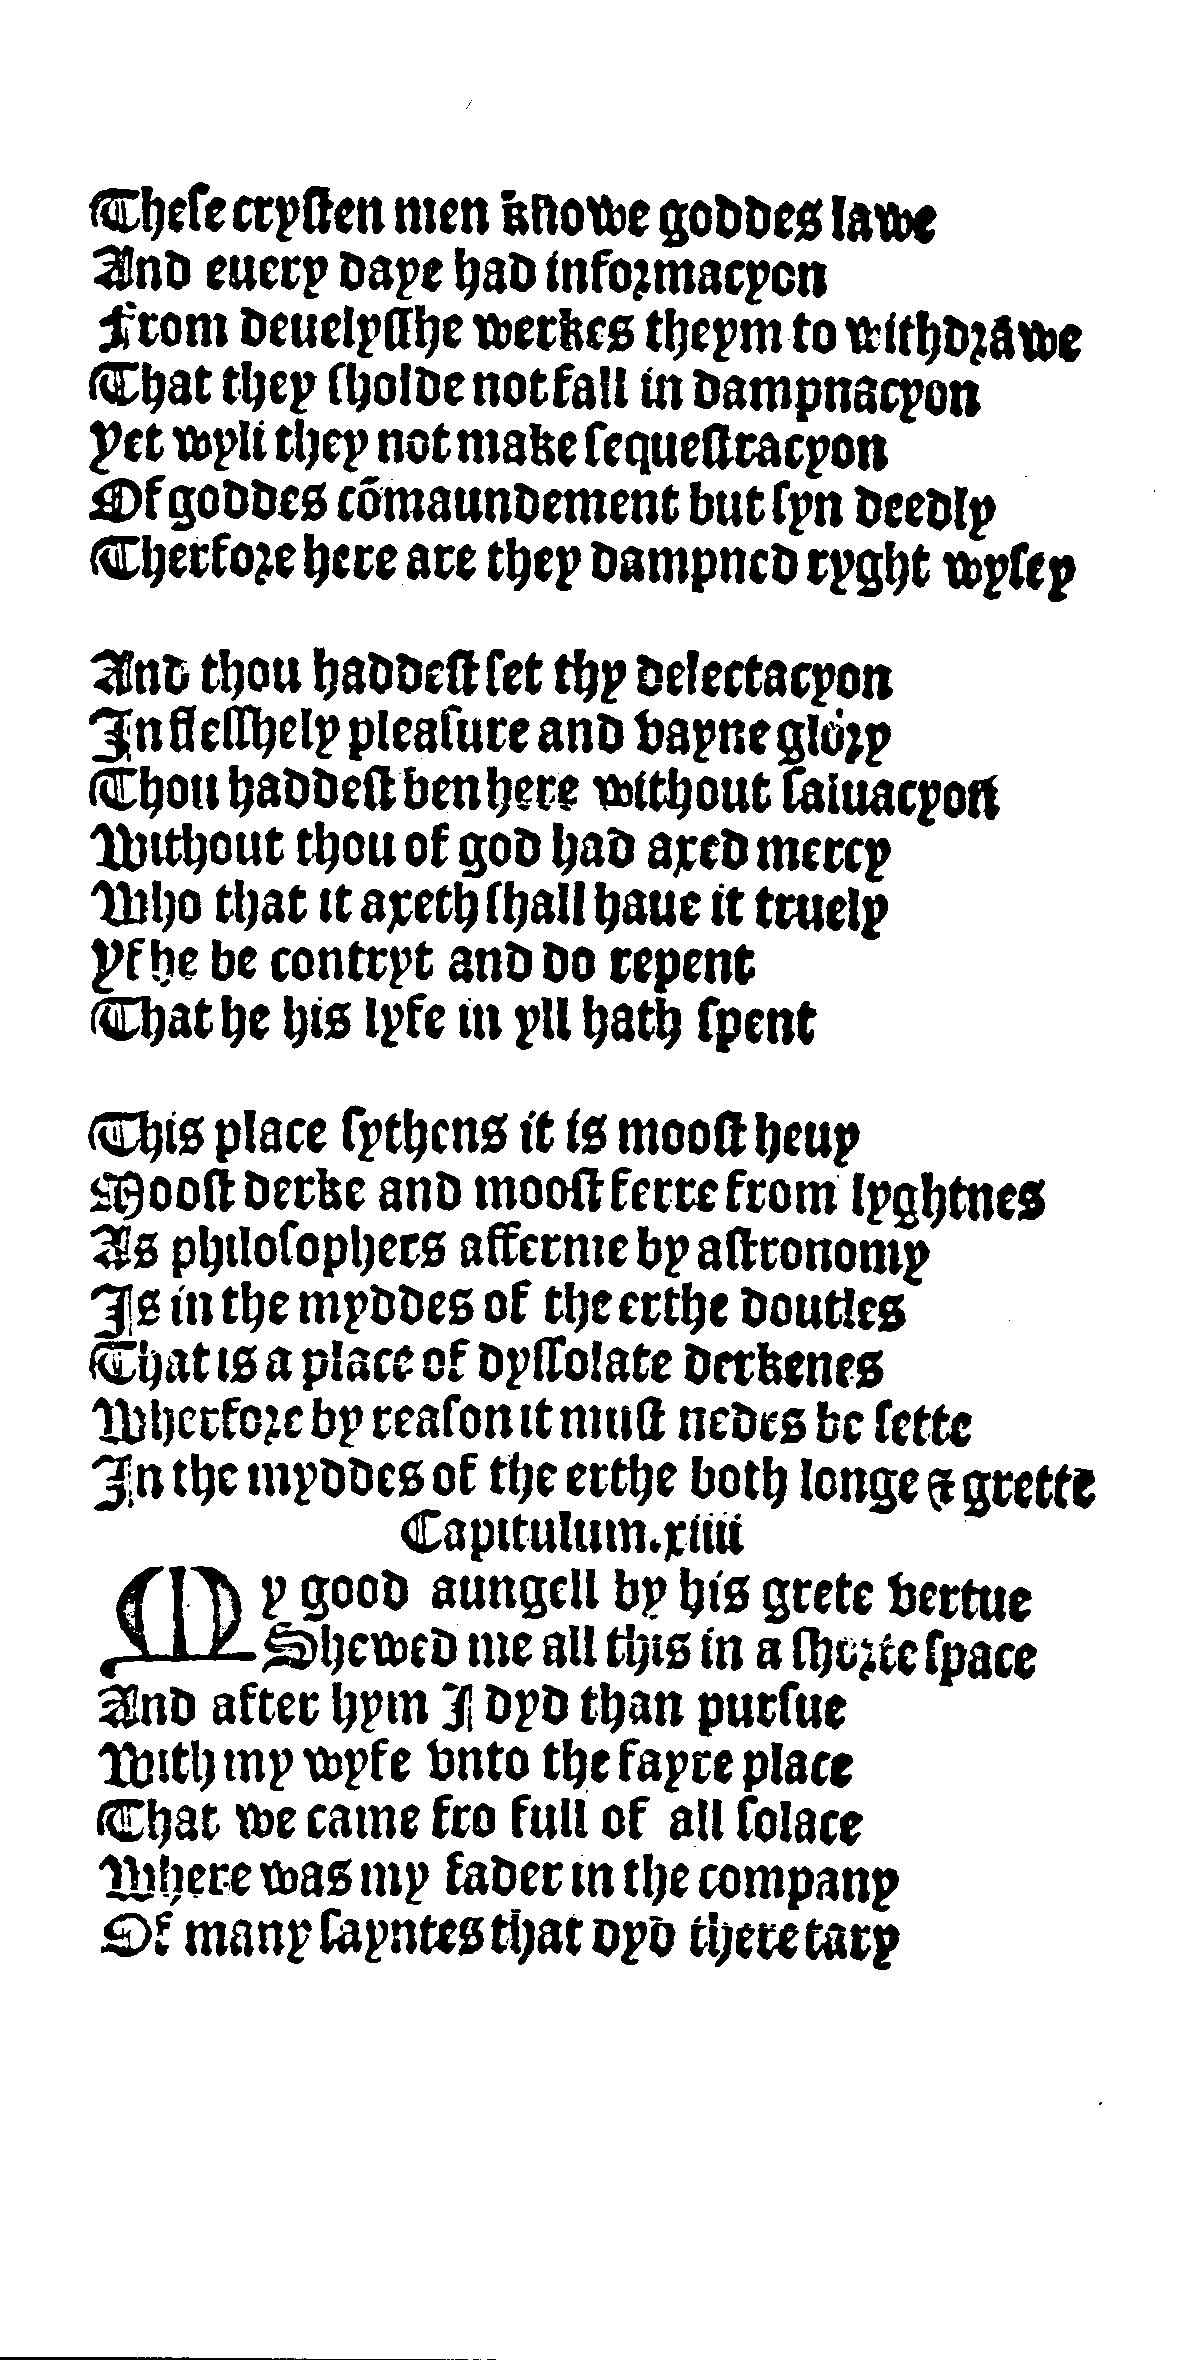 Theſe cryſten men knowe goddes lawe
And euery daye had informacyon
From deuelyſſhe werkes theym to withdrawe
That they ſholde not fall in dampnacyon
Yet wyll they not make ſequeſtracyon
Of goddes cōmaundement but ſyn deedly
Therfore here are they dampned ryght wyſey
And thou haddeſt ſet thy delectacyon
In fleſſhely pleaſure and vayne glory
Thou haddeſt ben here without ſaluacyon
Without thou of god had axed mercy
Who that it axeth ſhall haue it truely
Yf he be contryt and do repent
That he his lyfe in yll hath ſpent
This place ſythens it is mooſt heuy
Mooſt derke and mooſt ferre from lyghtnes
As philoſophers afferme by aſtronomy
Is in the myddes of the erthe doutles
That is a place of dyſſolate derkenes
Wherfore by reaſon it muſt nedes be ſette
In the myddes of the erthe both longe & grette
Capitulum.xiiii
My good aungell by his grete vertue
Shewed me all this in a ſhorte ſpace
And after hym I dyd than purſue
With my wyfe vnto the fayre place
That we came fro full of all ſolace
Where was my fader in the company
Of many ſayntes that dyd there tary